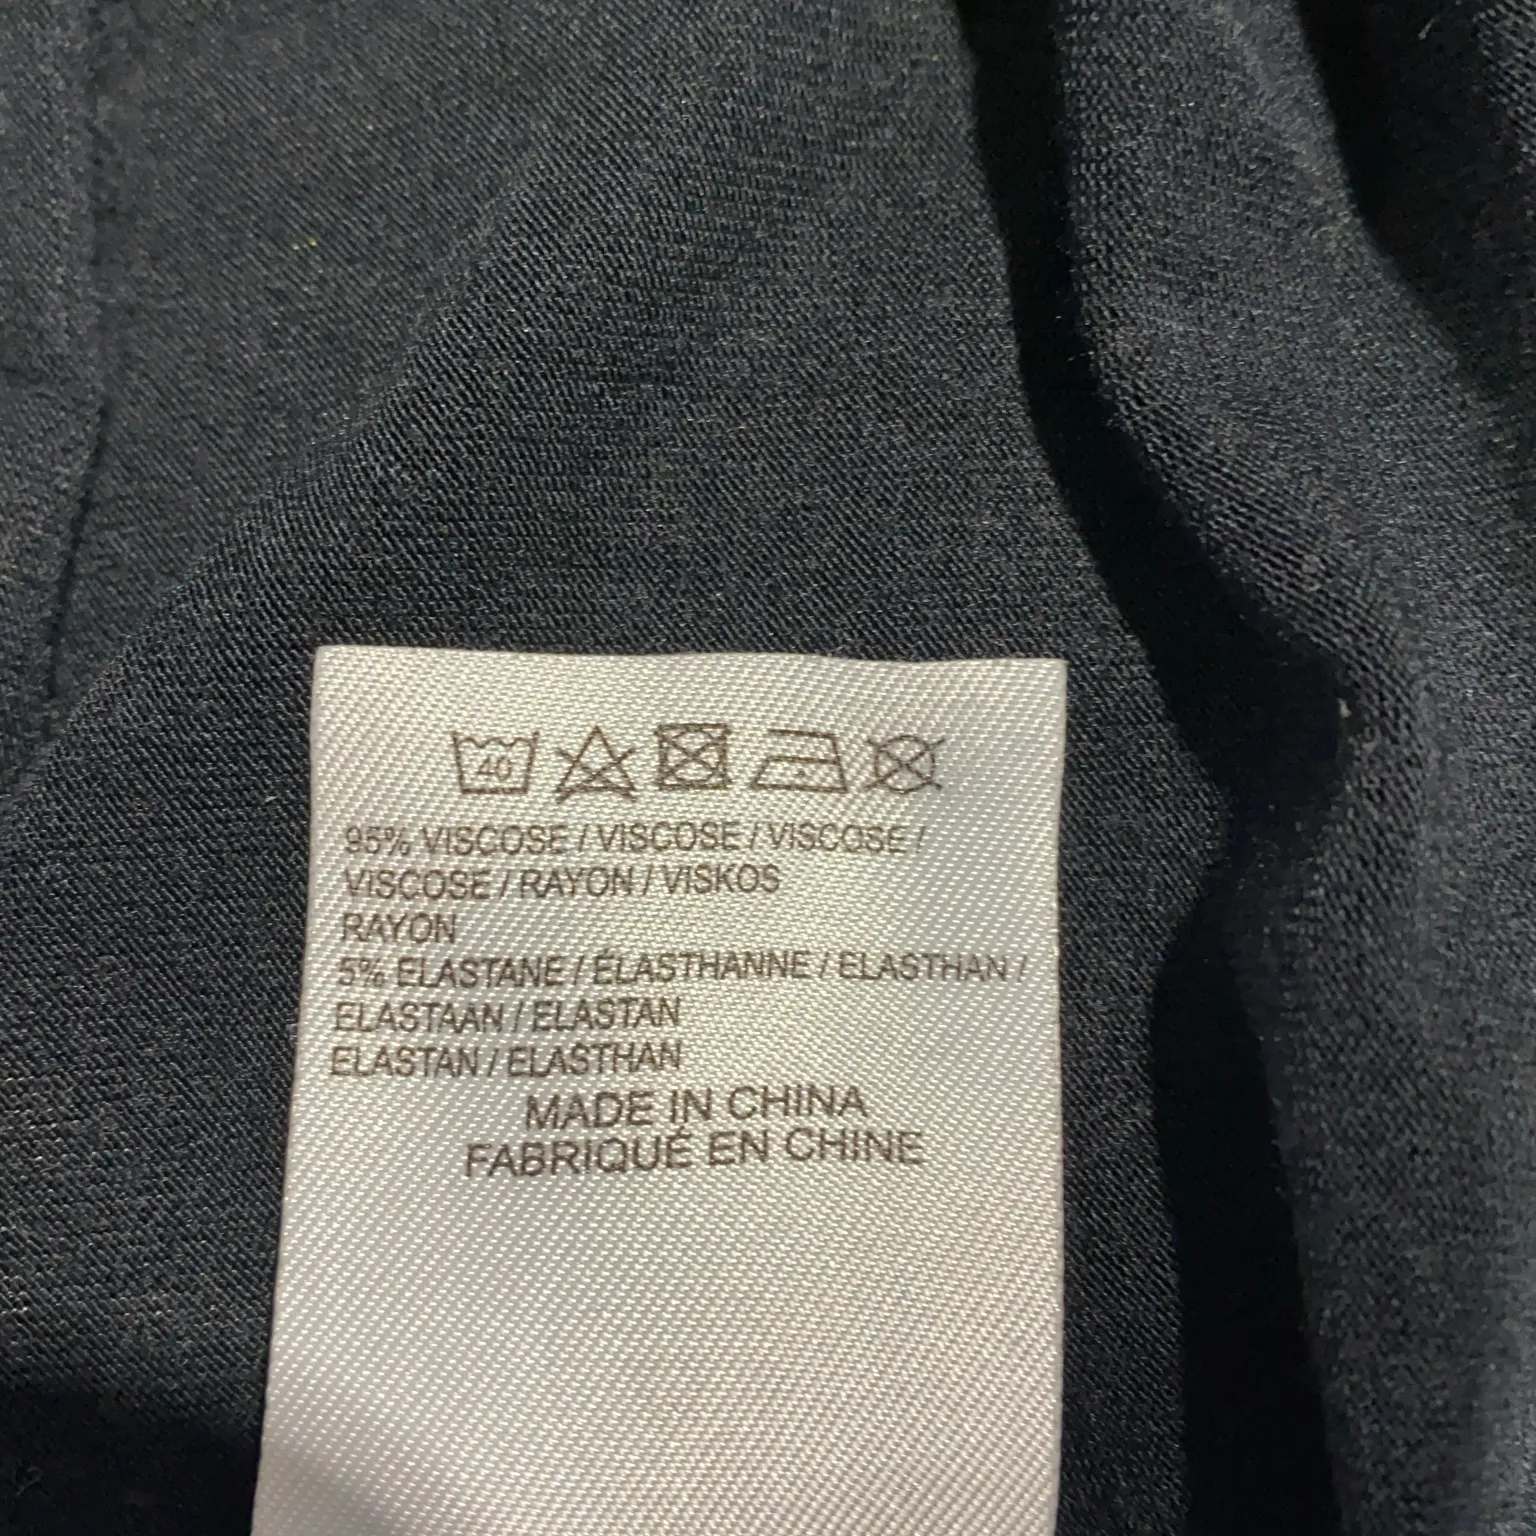 40
95% VISCOSE / VISCOSE / VISCOSE /
VISCOSE / RAYON / VISKOS
RAYON
5% ELASTANE / ÉLASTHANNE / ELASTHAN /
ELASTAAN / ELASTAN
ELASTAN / ELASTHAN
MADE IN CHINA
FABRIQUÉ EN CHINE